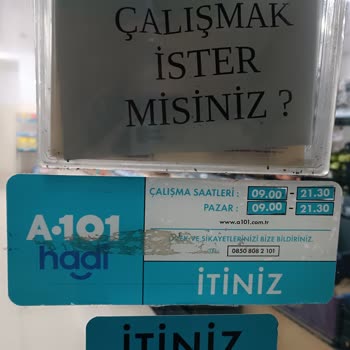 ÇALIŞMAK
İSTER
MİSİNİZ ?
A101
hadi
ÇALIŞMA SAATLERİ : 09.00 - 21.30
PAZAR : 09.00 - 21.30
www.a101.com.tr
VE ŞİKAYETLERİNİZİ BİZE BİLDİRİNİZ
0850 808 2 101
İTİNİZ
İTİNİZ